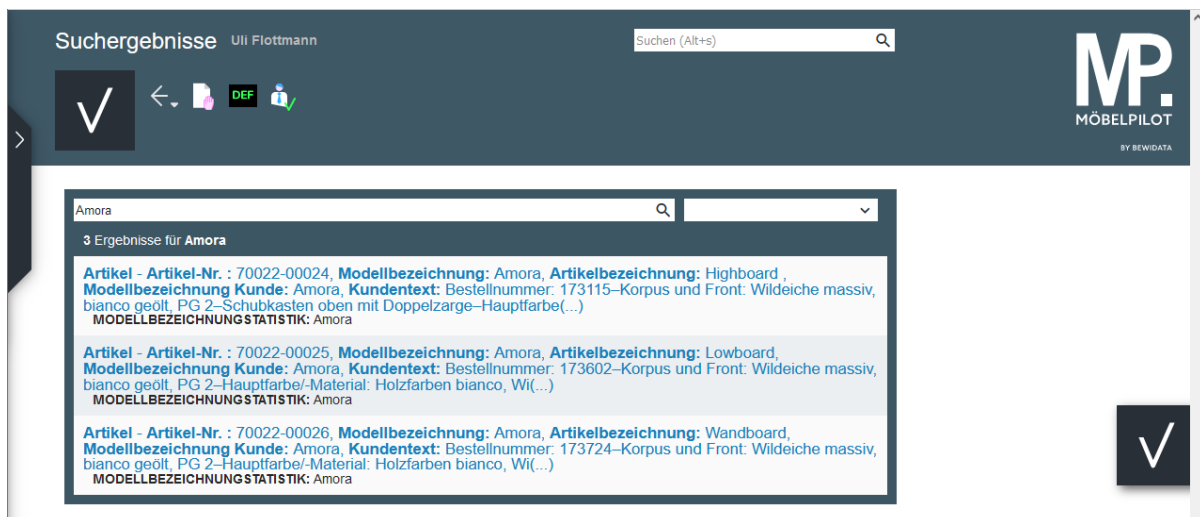 Suchergebnisse Uli Flottmann
Suchen (Alt+s)
DEF
MP.
MÖBELPILOT
BY BEWIDATA
Amora
3 Ergebnisse für Amora
Artikel - Artikel-Nr. : 70022-00024, Modellbezeichnung: Amora, Artikelbezeichnung: Highboard ,
Modellbezeichnung Kunde: Amora, Kundentext: Bestellnummer: 173115–Korpus und Front: Wildeiche massiv,
bianco geölt, PG 2–Schubkasten oben mit Doppelzarge–Hauptfarbe(...)
MODELLBEZEICHNUNGSTATISTIK: Amora
Artikel - Artikel-Nr. : 70022-00025, Modellbezeichnung: Amora, Artikelbezeichnung: Lowboard,
Modellbezeichnung Kunde: Amora, Kundentext: Bestellnummer: 173602–Korpus und Front: Wildeiche massiv,
bianco geölt, PG 2–Hauptfarbe/-Material: Holzfarben bianco, Wi(...)
MODELLBEZEICHNUNGSTATISTIK: Amora
Artikel - Artikel-Nr. : 70022-00026, Modellbezeichnung: Amora, Artikelbezeichnung: Wandboard,
Modellbezeichnung Kunde: Amora, Kundentext: Bestellnummer: 173724–Korpus und Front: Wildeiche massiv,
bianco geölt, PG 2–Hauptfarbe/-Material: Holzfarben bianco, Wi(...)
MODELLBEZEICHNUNGSTATISTIK: Amora